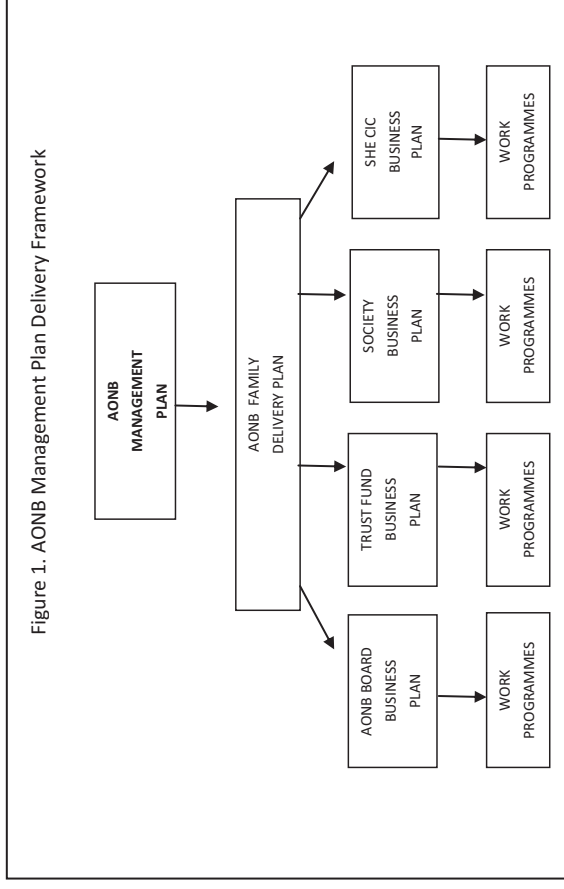 Figure 1. AONB Management Plan Delivery Framework
AONB
MANAGEMENT
PLAN
AONB FAMILY
DELIVERY PLAN
AONB BOARD
BUSINESS
PLAN
TRUST FUND
BUSINESS
PLAN
SOCIETY
BUSINESS
PLAN
SHE CIC
BUSINESS
PLAN
WORK
PROGRAMMES
WORK
PROGRAMMES
WORK
PROGRAMMES
WORK
PROGRAMMES